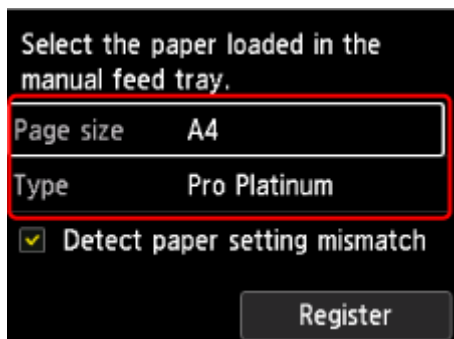 Select the paper loaded in the
manual feed tray.
Page size A4
Type Pro Platinum
Detect paper setting mismatch
Register